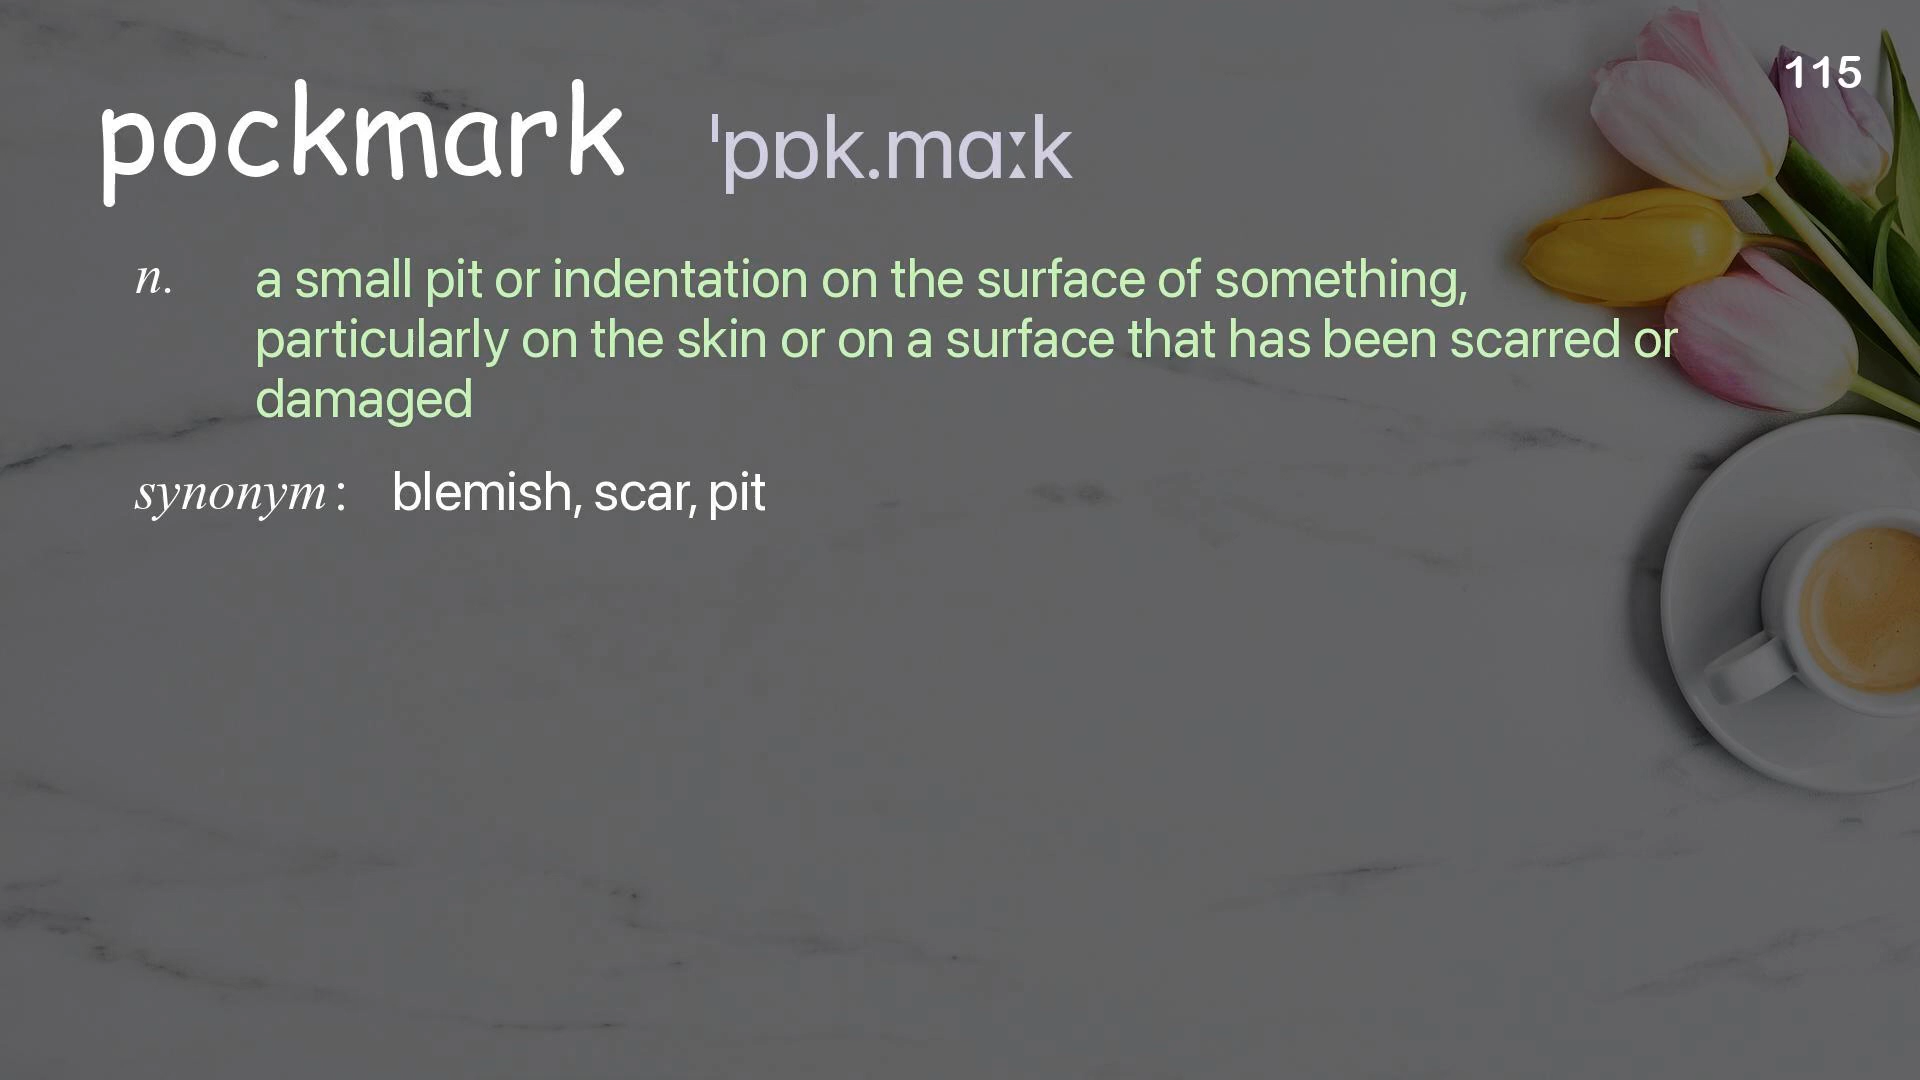 115
pockmark ˈpɒk.mɑːk
n. a small pit or indentation on the surface of something,
particularly on the skin or on a surface that has been scarred or
damaged
synonym: blemish, scar, pit